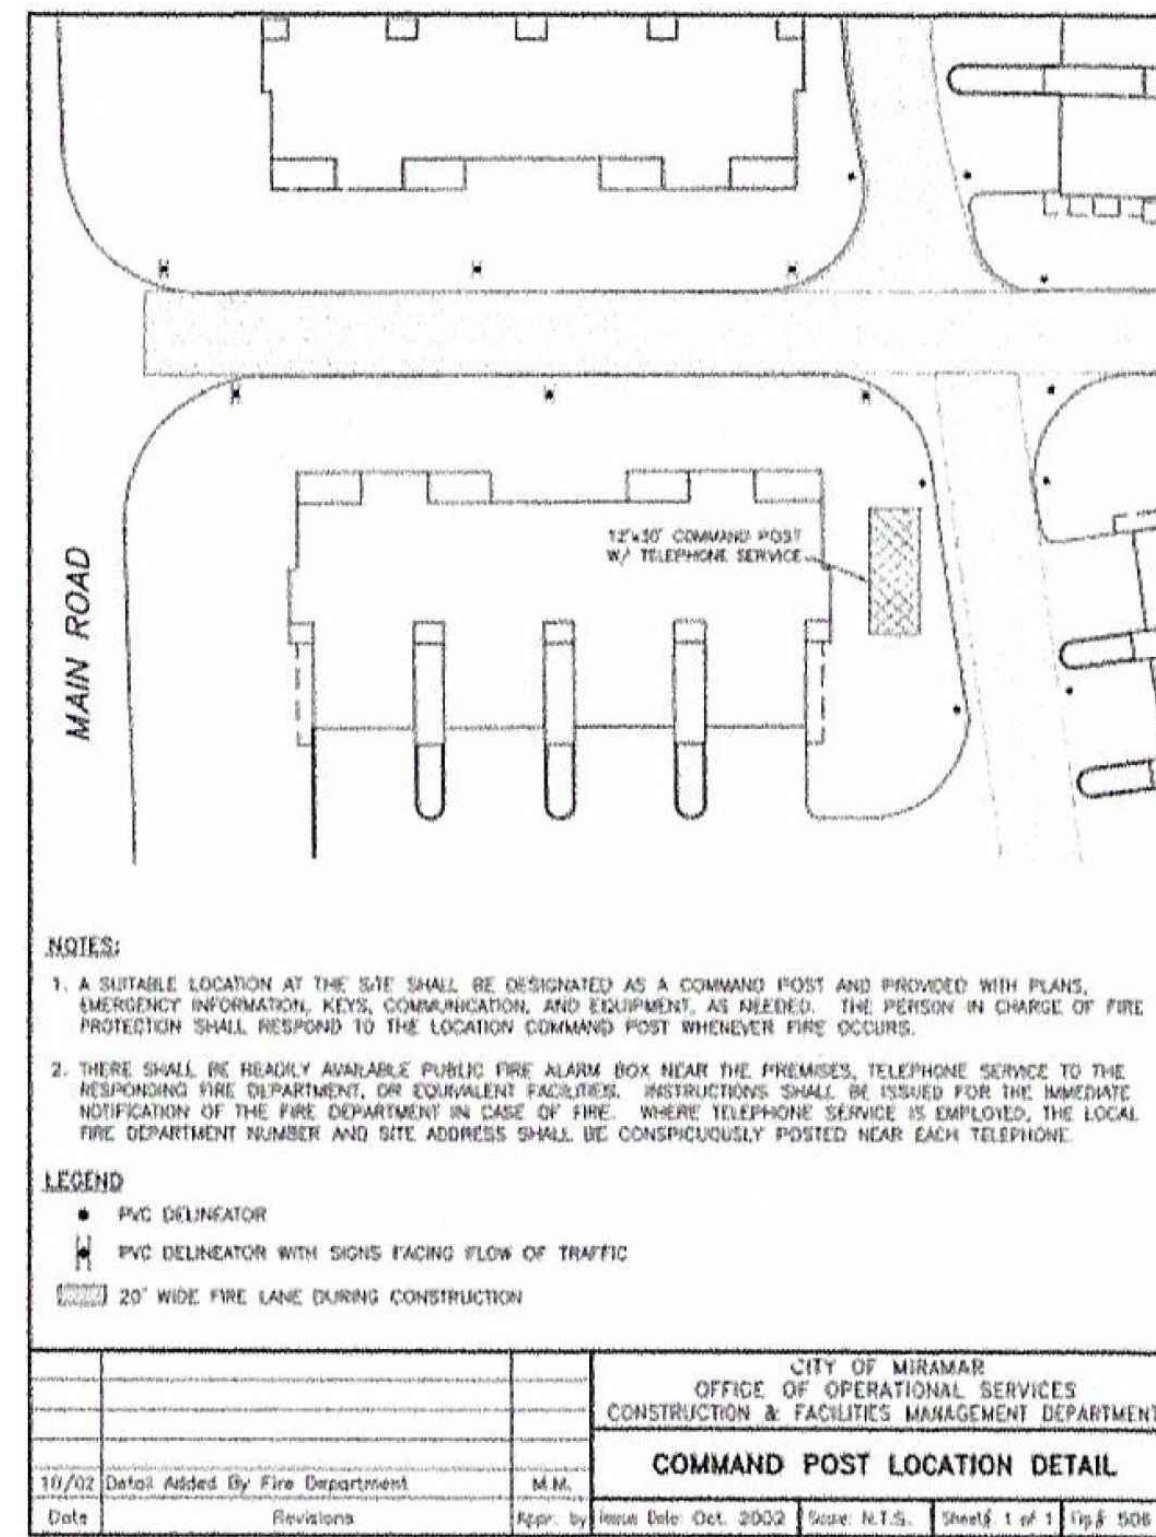 12'x30' COMMAND POST
W/ TELEPHONE SERVICE
MAIN ROAD
NOTES:
1. A SUITABLE LOCATION AT THE SITE SHALL BE DESIGNATED AS A COMMAND POST AND PROVIDED WITH PLANS,
EMERGENCY INFORMATION, KEYS, COMMUNICATION, AND EQUIPMENT, AS NEEDED. THE PERSON IN CHARGE OF FIRE
PROTECTION SHALL RESPOND TO THE LOCATION COMMAND POST WHENEVER FIRE OCCURS.
2. THERE SHALL BE READILY AVAILABLE PUBLIC FIRE ALARM BOX NEAR THE PREMISES, TELEPHONE SERVICE TO THE
RESPONDING FIRE DEPARTMENT, OR EQUIVALENT FACILITIES. INSTRUCTIONS SHALL BE ISSUED FOR THE IMMEDIATE
NOTIFICATION OF THE FIRE DEPARTMENT IN CASE OF FIRE. WHERE TELEPHONE SERVICE IS EMPLOYED, THE LOCAL
FIRE DEPARTMENT NUMBER AND SITE ADDRESS SHALL BE CONSPICUOUSLY POSTED NEAR EACH TELEPHONE.
LEGEND
PVC DELINEATOR
PVC DELINEATOR WITH SIGNS FACING FLOW OF TRAFFIC
20' WIDE FIRE LANE DURING CONSTRUCTION
CITY OF MIRAMAR
OFFICE OF OPERATIONAL SERVICES
CONSTRUCTION & FACILITIES MANAGEMENT DEPARTMENT
COMMAND POST LOCATION DETAIL
10/02 Detail Added By Fire Department M.M.
Date Revisions Appr. by Issue Date: Oct. 2002 Scale: N.T.S. Sheet# 1 of 1 Fig# 506